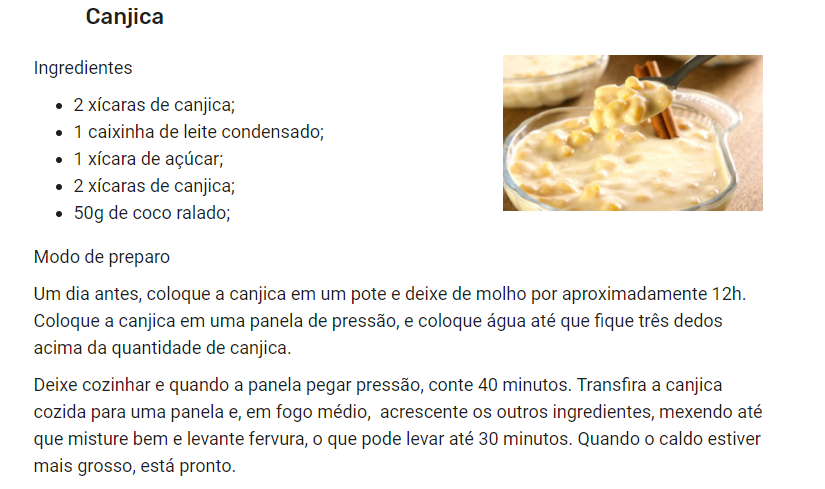 Canjica
Ingredientes
2 xícaras de canjica;
1 caixinha de leite condensado;
1 xícara de açúcar;
2 xícaras de canjica;
50g de coco ralado;
Modo de preparo
Um dia antes, coloque a canjica em um pote e deixe de molho por aproximadamente 12h.
Coloque a canjica em uma panela de pressão, e coloque água até que fique três dedos
acima da quantidade de canjica.
Deixe cozinhar e quando a panela pegar pressão, conte 40 minutos. Transfira a canjica
cozida para uma panela e, em fogo médio,  acrescente os outros ingredientes, mexendo até
que misture bem e levante fervura, o que pode levar até 30 minutos. Quando o caldo estiver
mais grosso, está pronto.